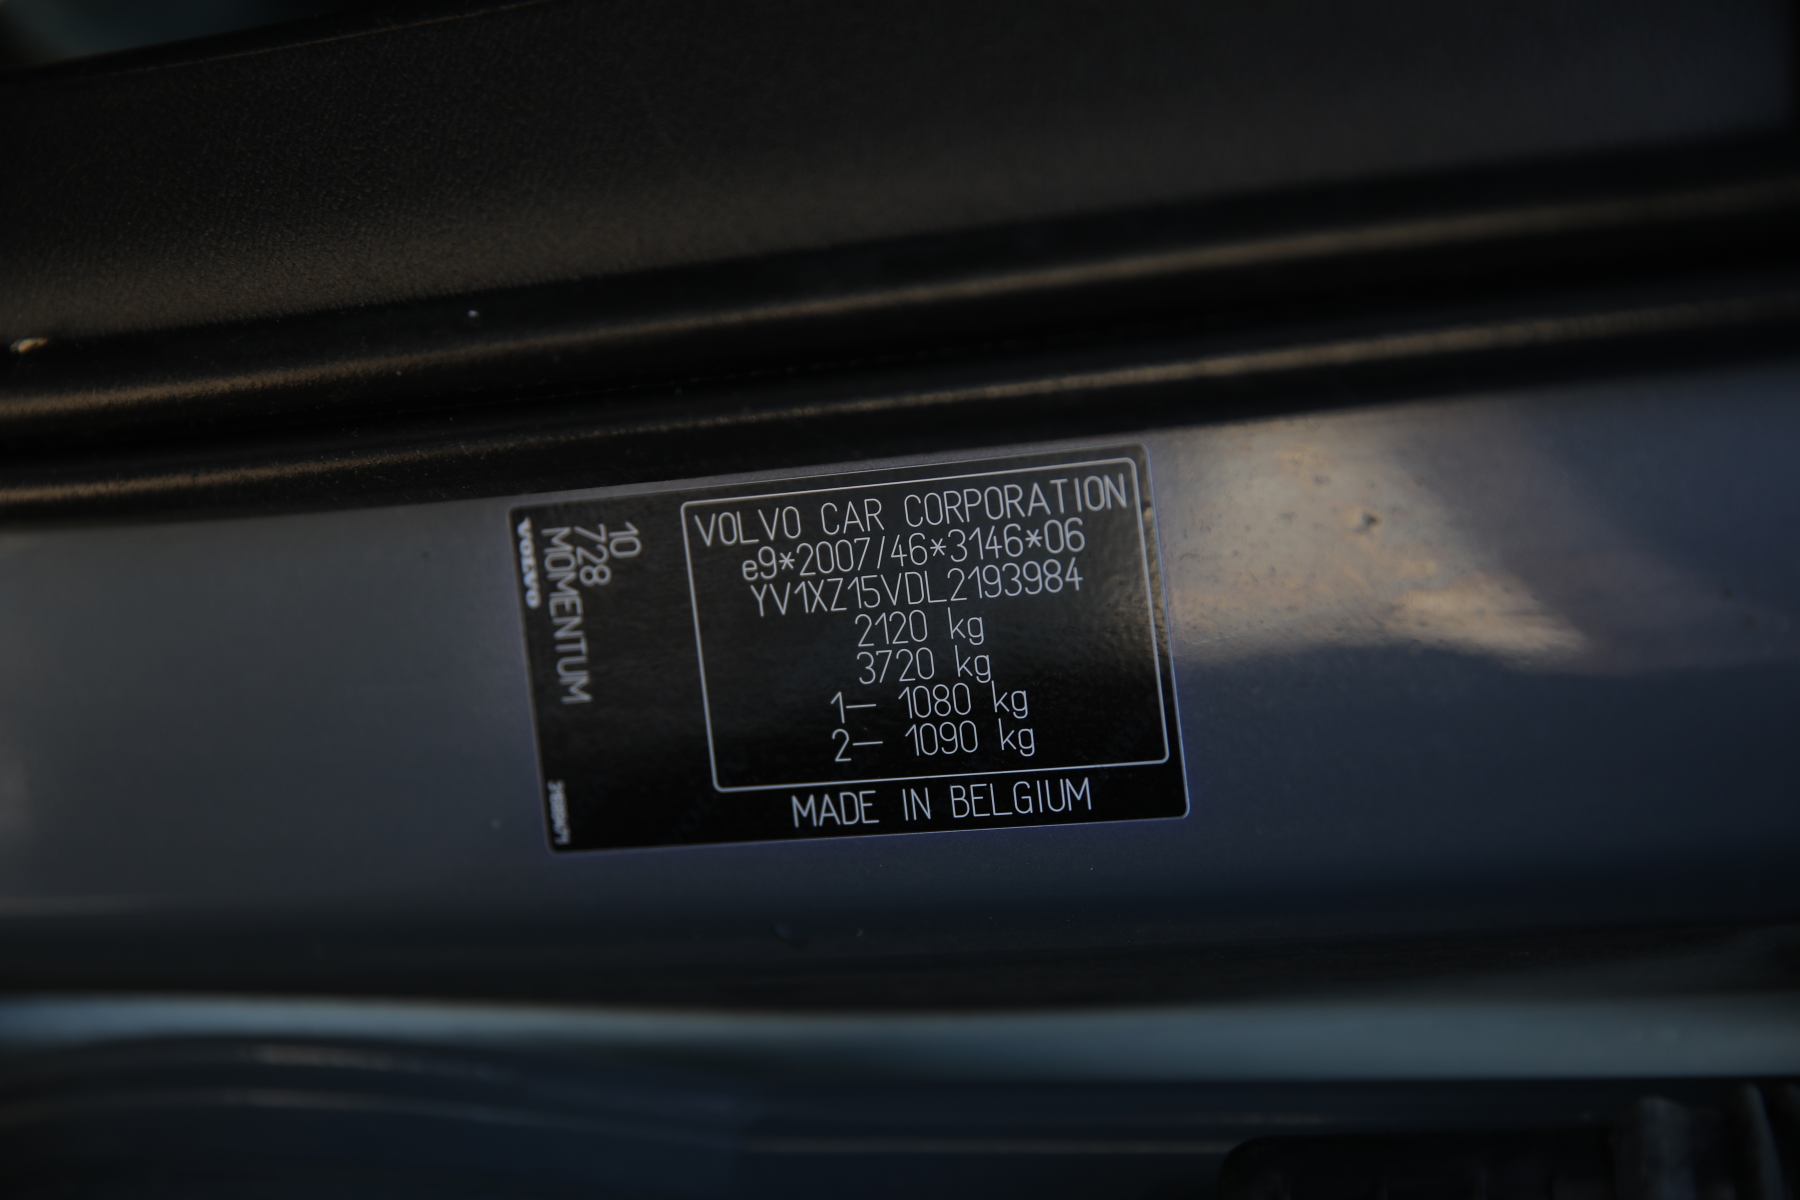 VOLVO CAR CORPORATION
e9*2007/46*3146*06
YV1XZ15VDL2193984
2120 kg
3720 kg
1— 1080 kg
2— 1090 kg
MADE IN BELGIUM
10
728
MOMENTUM
VOLVO